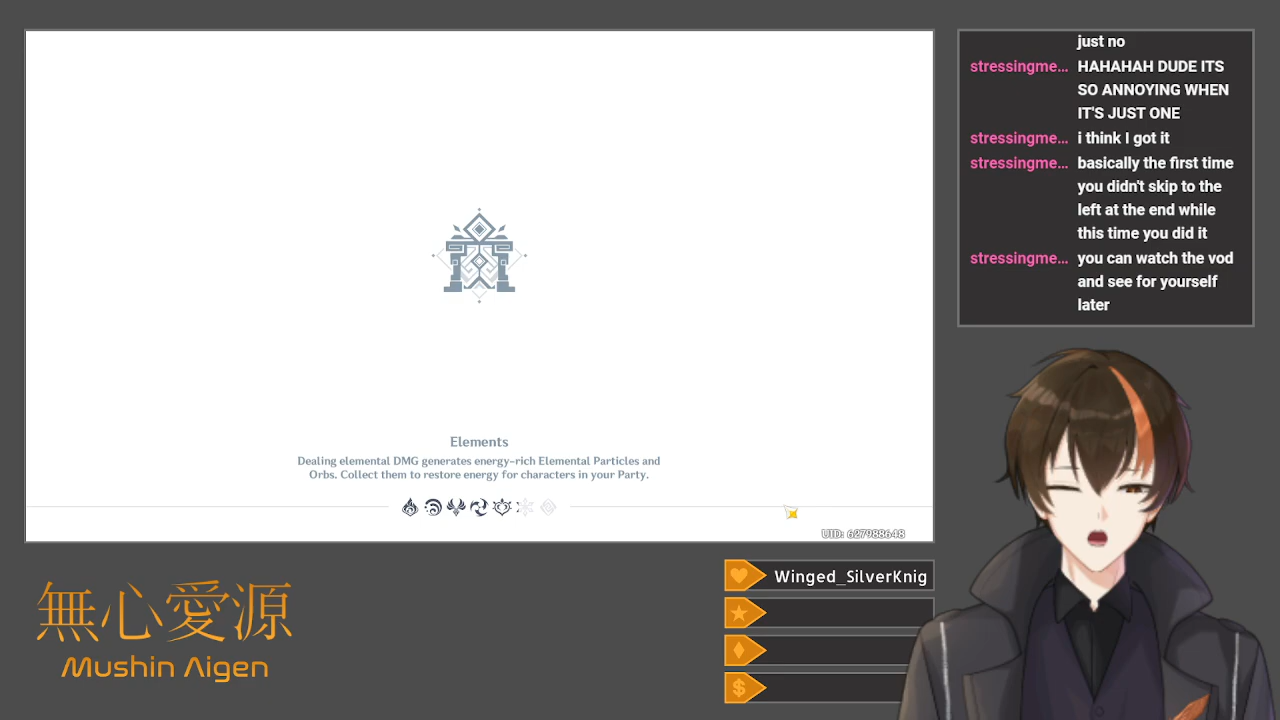 just no
stressingme... HAHAHAH DUDE ITS
SO ANNOYING WHEN
IT'S JUST ONE
stressingme... i think I got it
stressingme... basically the first time
you didn't skip to the
left at the end while
this time you did it
stressingme... you can watch the vod
and see for yourself
later
Elements
Dealing elemental DMG generates energy-rich Elemental Particles and
Orbs. Collect them to restore energy for characters in your Party.
UID: 627988648
Winged_SilverKnig
無心愛源
Mushin Aigen
$